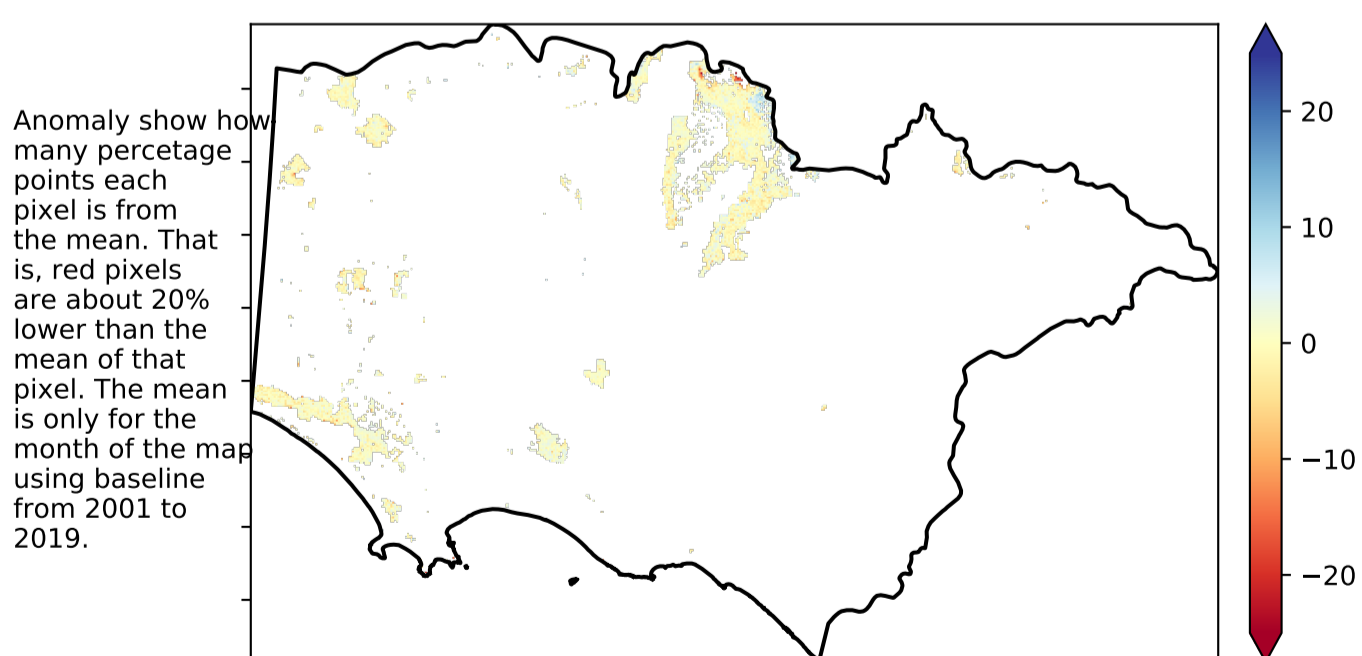 Anomaly show how
many percetage
points each
pixel is from
the mean. That
is, red pixels
are about 20%
lower than the
mean of that
pixel. The mean
is only for the
month of the map
using baseline
from 2001 to
2019.
20
10
0
−10
−20